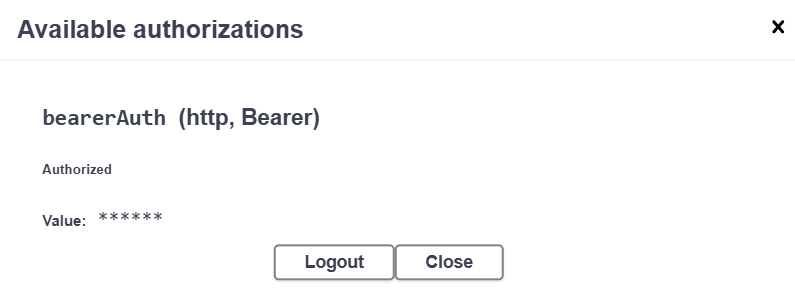 Available authorizations
×
bearerAuth (http, Bearer)
Authorized
Value: ******
Logout Close